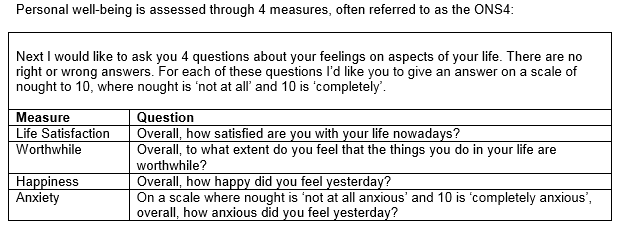 Personal well-being is assessed through 4 measures, often referred to as the ONS4:
Next I would like to ask you 4 questions about your feelings on aspects of your life. There are
no right or wrong answers. For each of these questions I'd like you to give an answer on a scale of
nought to 10, where nought is 'not at all' and 10 is 'completely'.
Measure Question
Life Satisfaction Overall, how satisfied are you with your life nowadays?
Worthwhile Overall, to what extent do you feel that the things you do in your life are
worthwhile?
Happiness Overall, how happy did you feel yesterday?
Anxiety On a scale where nought is 'not at all anxious' and 10 is 'completely anxious',
overall, how anxious did you feel yesterday?